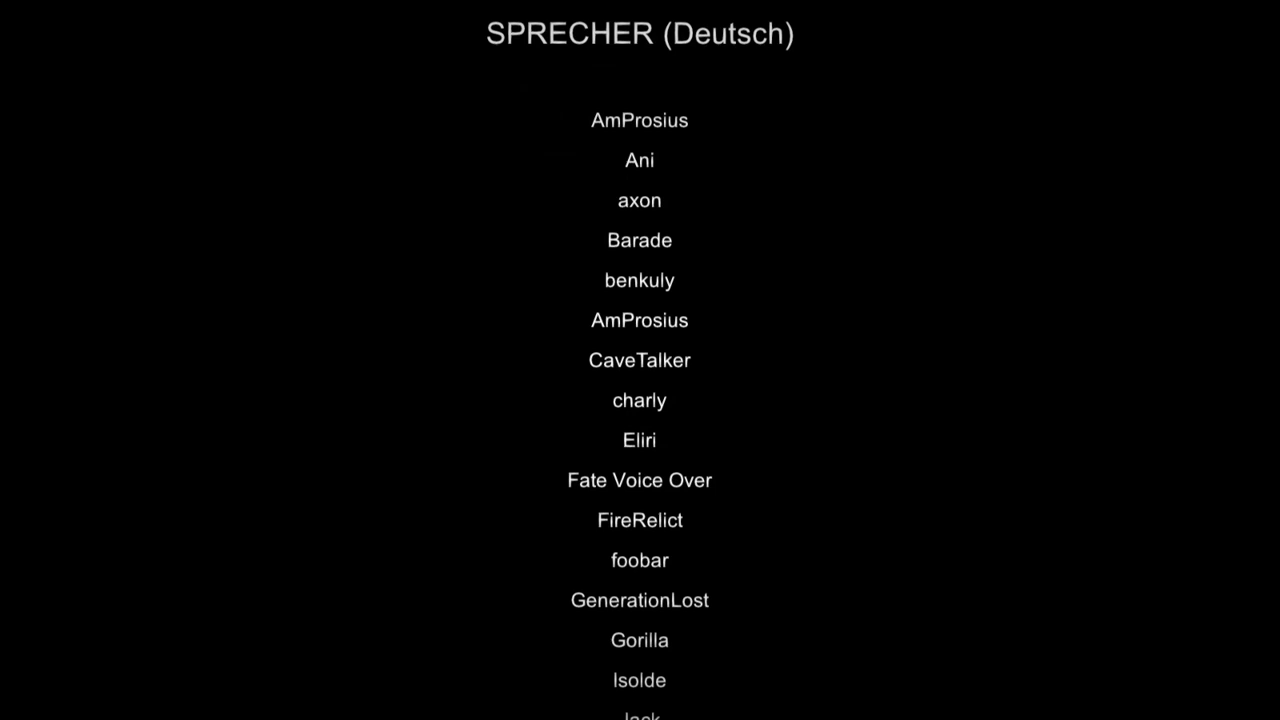 SPRECHER (Deutsch)
AmProsius
Ani
axon
Barade
benkuly
AmProsius
CaveTalker
charly
Eliri
Fate Voice Over
FireRelict
foobar
GenerationLost
Gorilla
Isolde